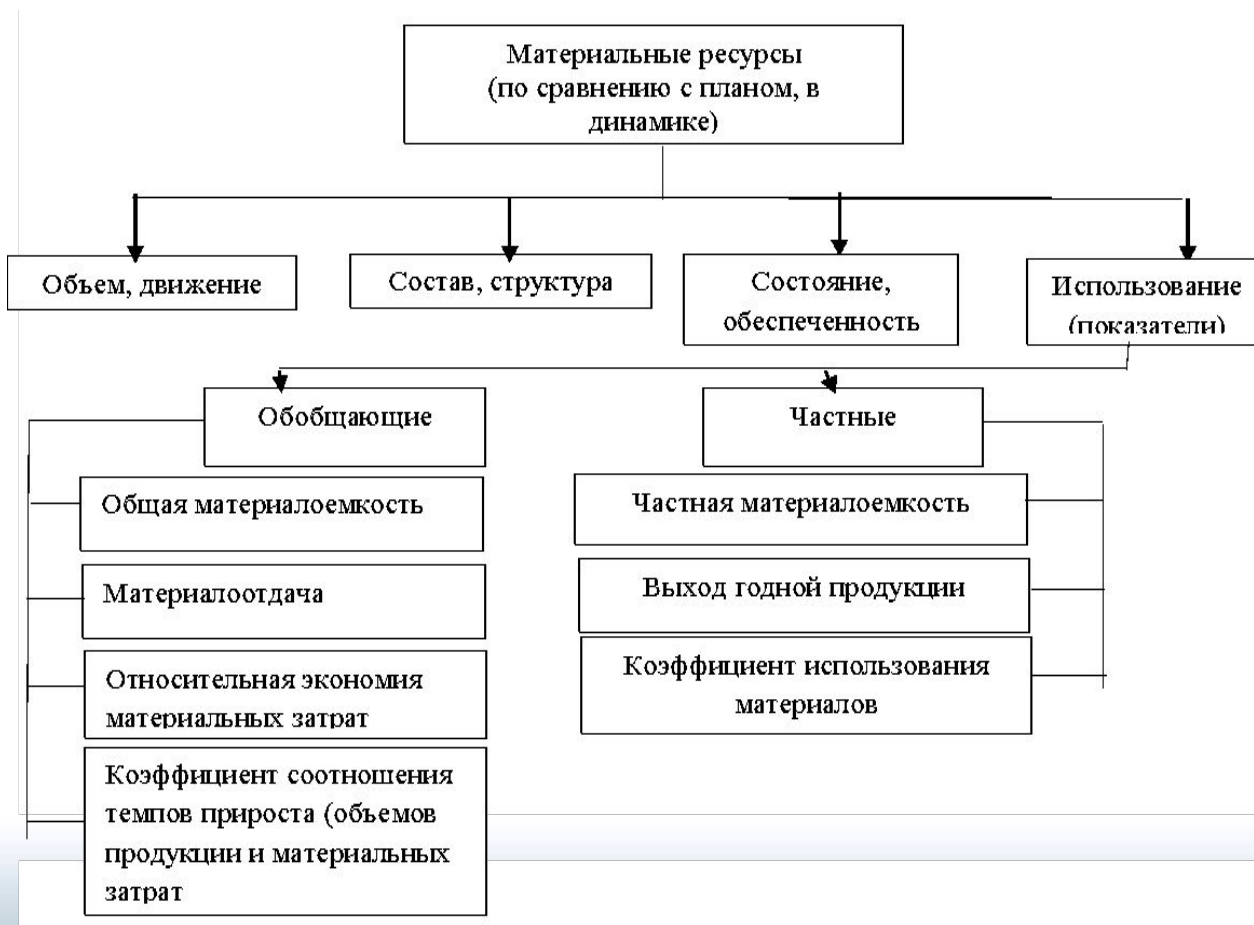 Материальные ресурсы
(по сравнению с планом, в
динамике)
Объем, движение
Состав, структура
Состояние,
обеспеченность
Использование
(показатели)
Обобщающие
Частные
Общая материалоемкость
Материалоотдача
Относительная экономия
материальных затрат
Коэффициент соотношения
темпов прироста (объемов
продукции и материальных
затрат
Частная материалоемкость
Выход годной продукции
Коэффициент использования
материалов